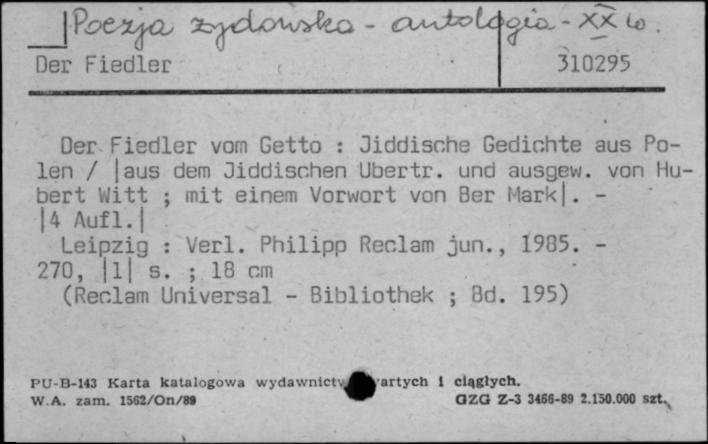 Poezja żydowska - antologia - XX w.
Der Fiedler 310295
Der Fiedler vom Getto : Jiddische Gedichte aus Po-
len / |aus dem Jiddischen Ubertr. und ausgew. von Hu-
bert Witt ; mit einem Vorwort von Ber Mark|. -
|4 Aufl.|
Leipzig : Verl. Philipp Reclam jun., 1985. -
270, |1| s. ; 18 cm
(Reclam Universal - Bibliothek ; Bd. 195)
PU-B-143 Karta katalogowa wydawnictw wartych i ciągłych.
W.A. zam. 1562/On/89 GZG Z-3 3466-89 2.150.000 szt.